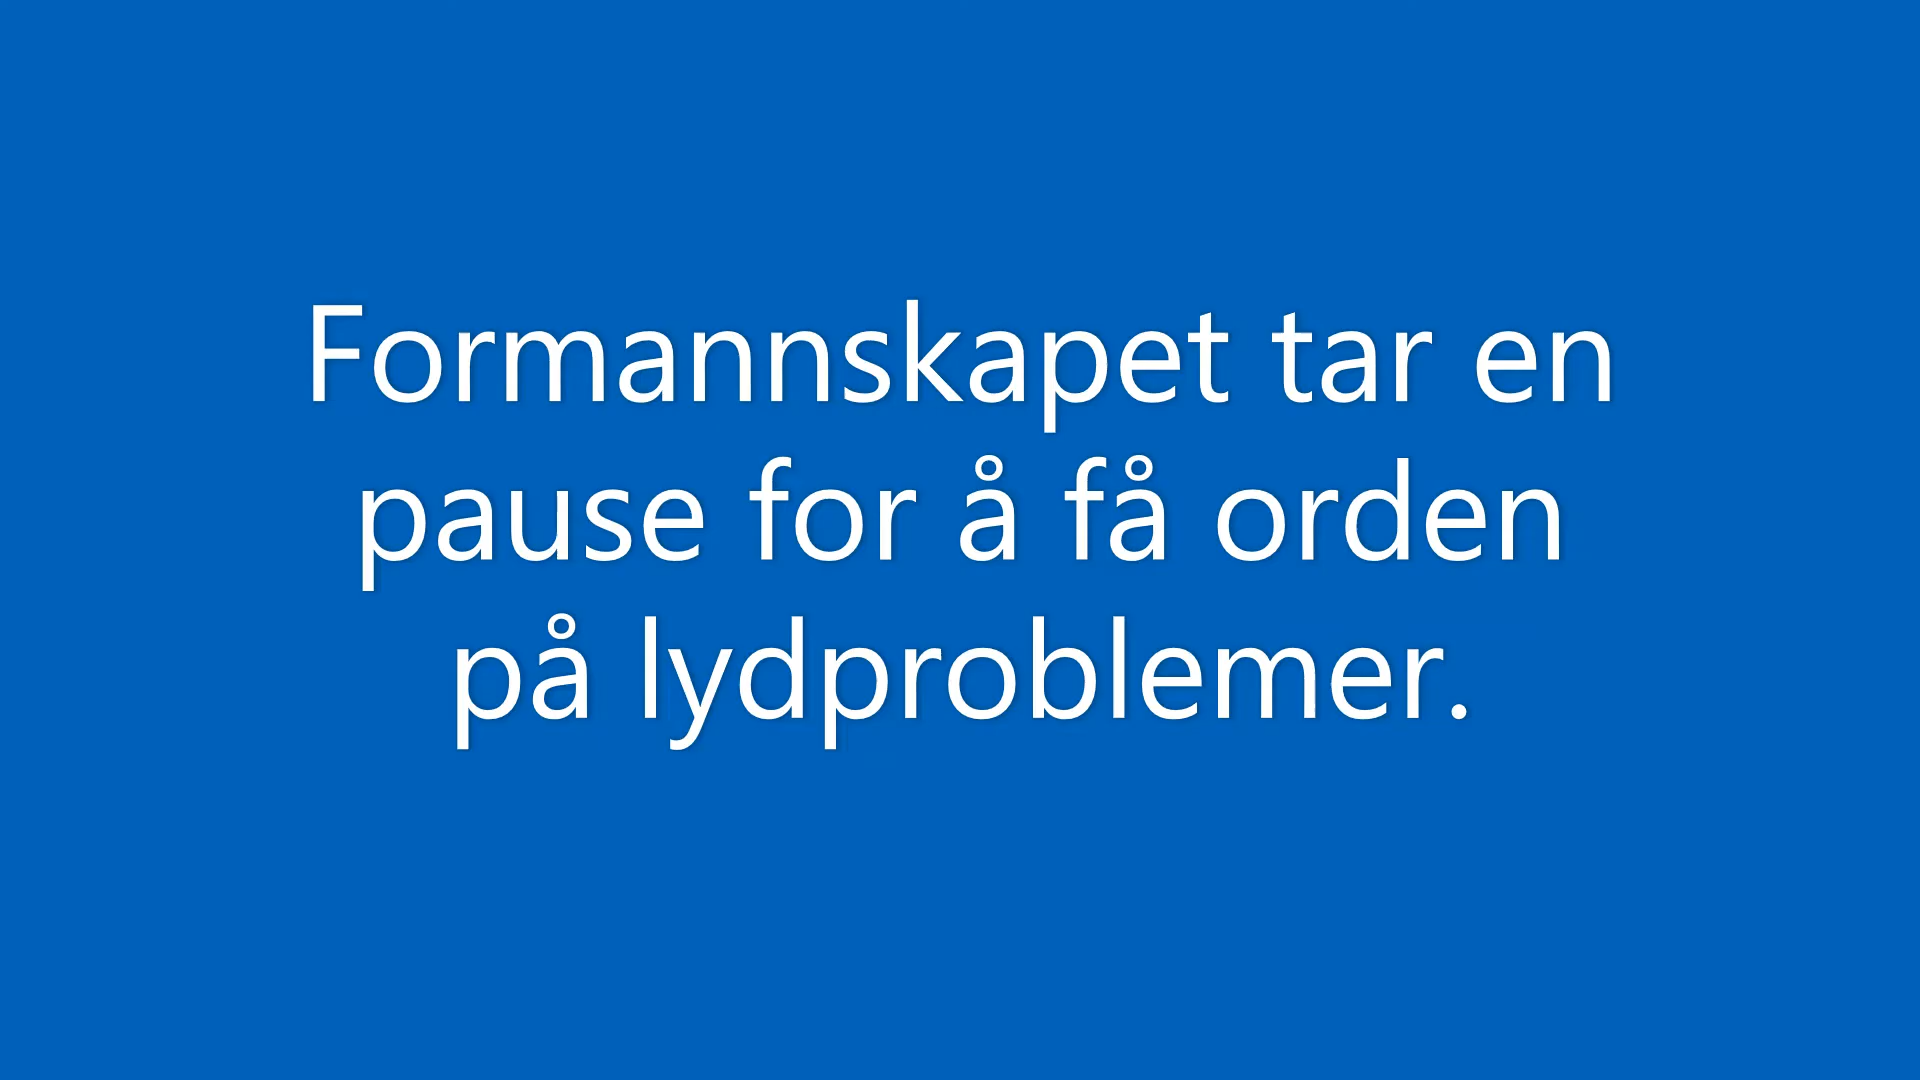 Formannskapet tar en
pause for å få orden
på lydproblemer.